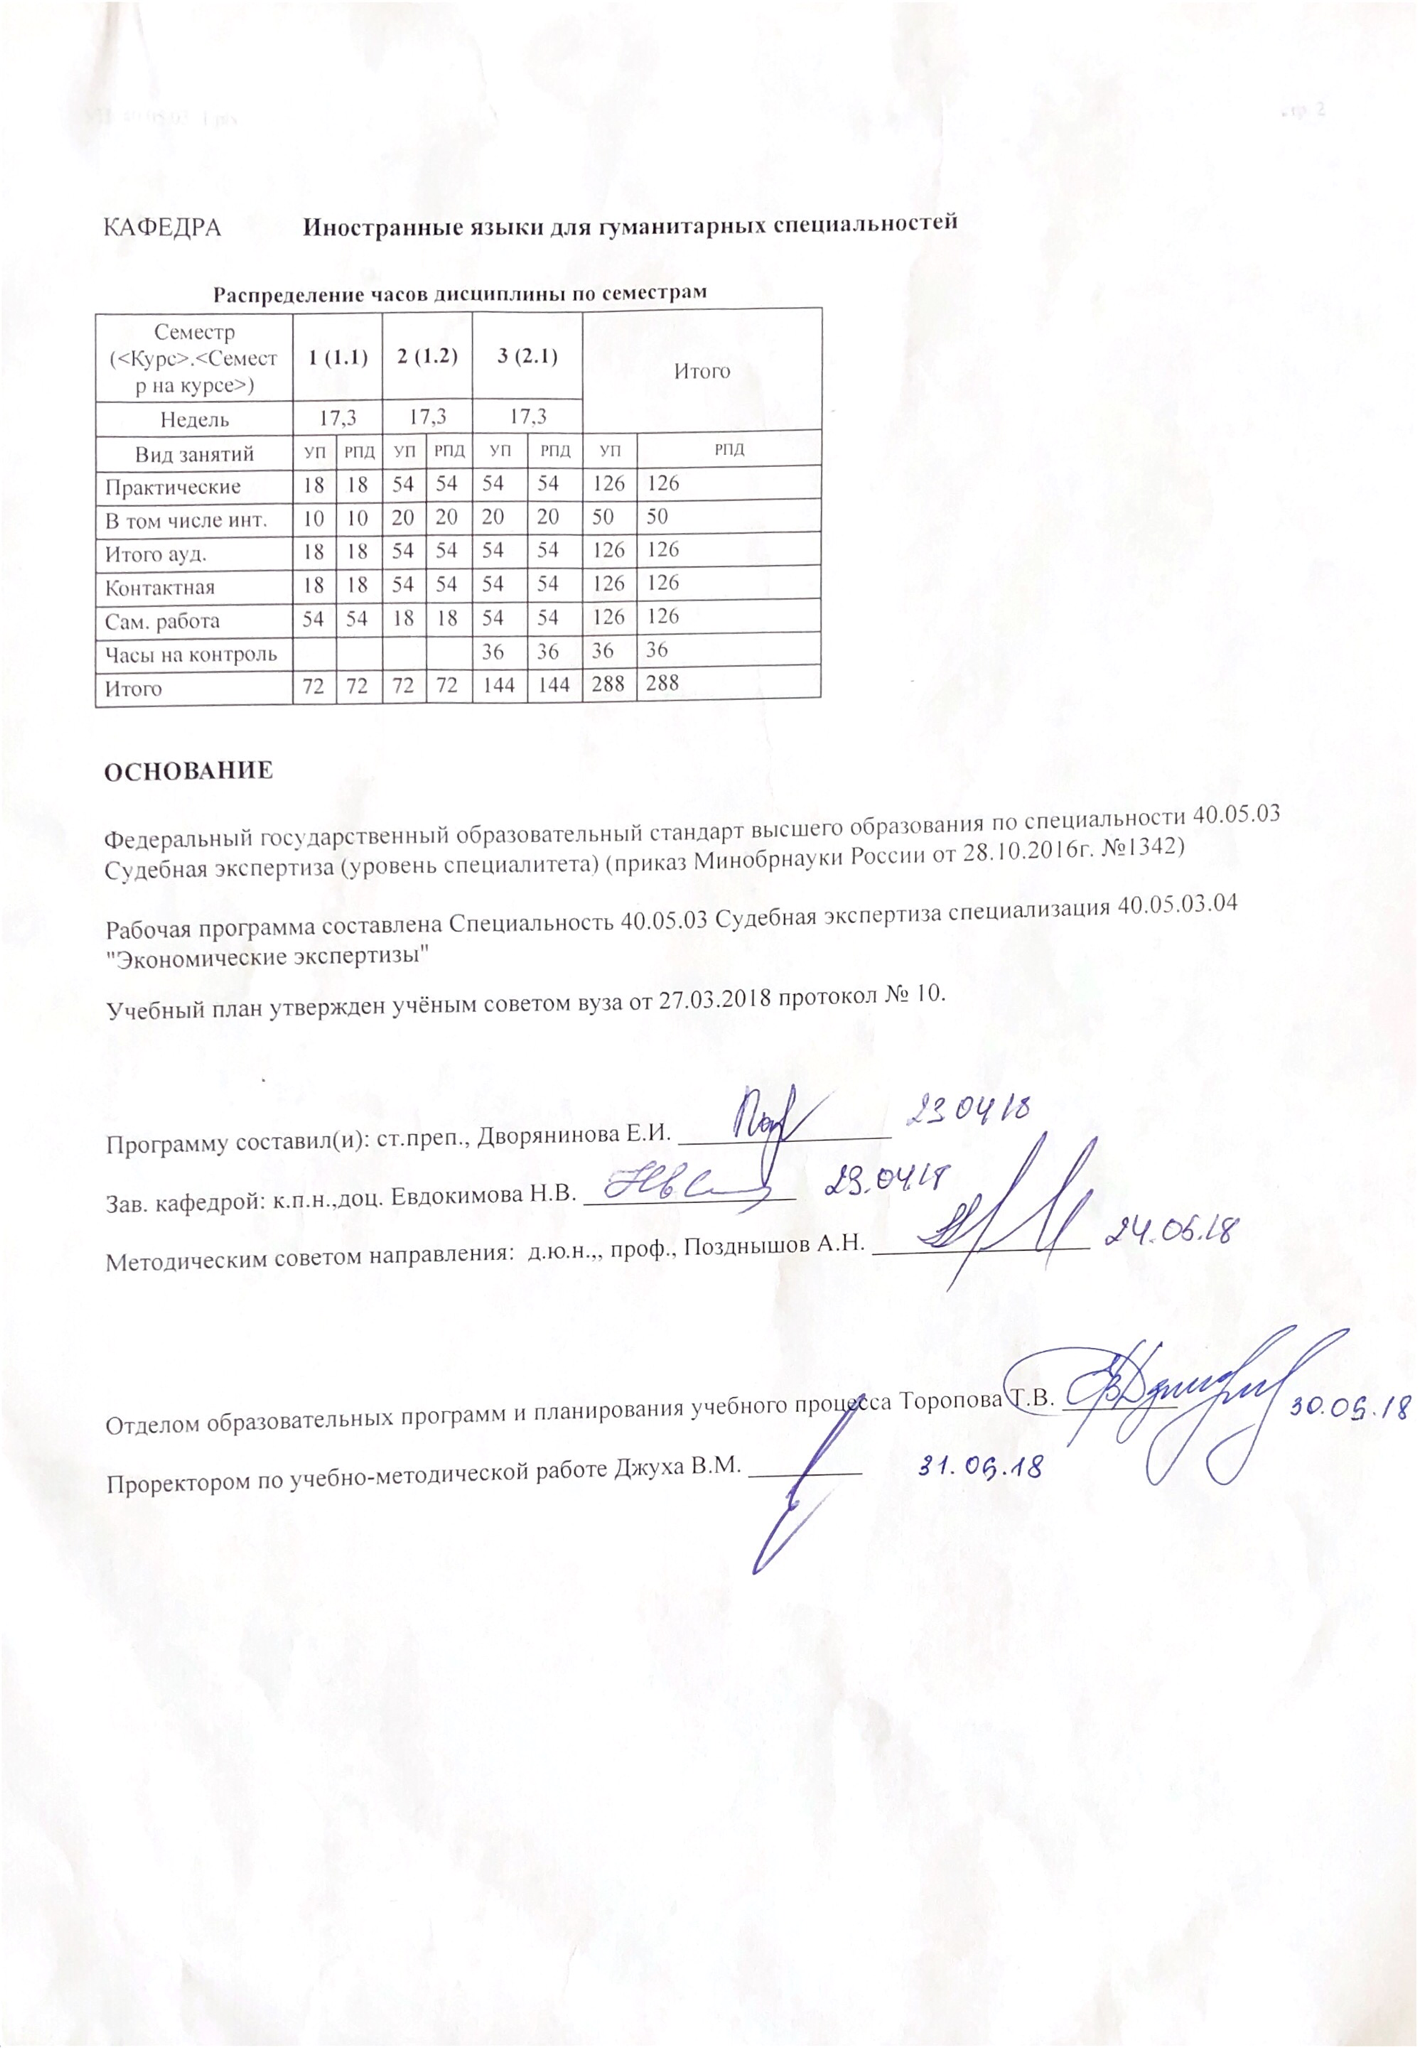 стр. 2
КАФЕДРА Иностранные языки для гуманитарных специальностей
Распределение часов дисциплины по семестрам
Семестр
(<Курс>.<Семест
р на курсе>) 1 (1.1) 2 (1.2) 3 (2.1) Итого
Недель 17,3 17,3 17,3
Вид занятий УП РПД УП РПД УП РПД УП РПД
Практические 18 18 54 54 54 54 126 126
В том числе инт. 10 10 20 20 20 20 50 50
Итого ауд. 18 18 54 54 54 54 126 126
Контактная 18 18 54 54 54 54 126 126
Сам. работа 54 54 18 18 54 54 126 126
Часы на контроль 36 36 36 36
Итого 72 72 72 72 144 144 288 288
ОСНОВАНИЕ
Федеральный государственный образовательный стандарт высшего образования по специальности 40.05.03
Судебная экспертиза (уровень специалитета) (приказ Минобрнауки России от 28.10.2016г. №1342)
Рабочая программа составлена Специальность 40.05.03 Судебная экспертиза специализация 40.05.03.04
"Экономические экспертизы"
Учебный план утвержден учёным советом вуза от 27.03.2018 протокол № 10.
Программу составил(и): ст.преп., Дворянинова Е.И. 23 04 18
Зав. кафедрой: к.п.н.,доц. Евдокимова Н.В. 23.04.18
Методическим советом направления: д.ю.н.,, проф., Позднышов А.Н. 24.05.18
Отделом образовательных программ и планирования учебного процесса Торопова Т.В. 30.05.18
Проректором по учебно-методической работе Джуха В.М. 31.05.18